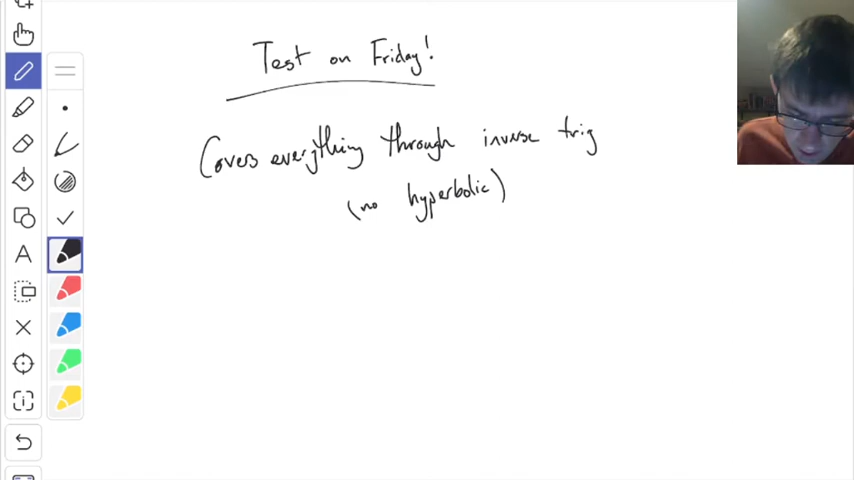 Test on Friday!
Covers everything through inverse trig
(no hyperbolic)
A